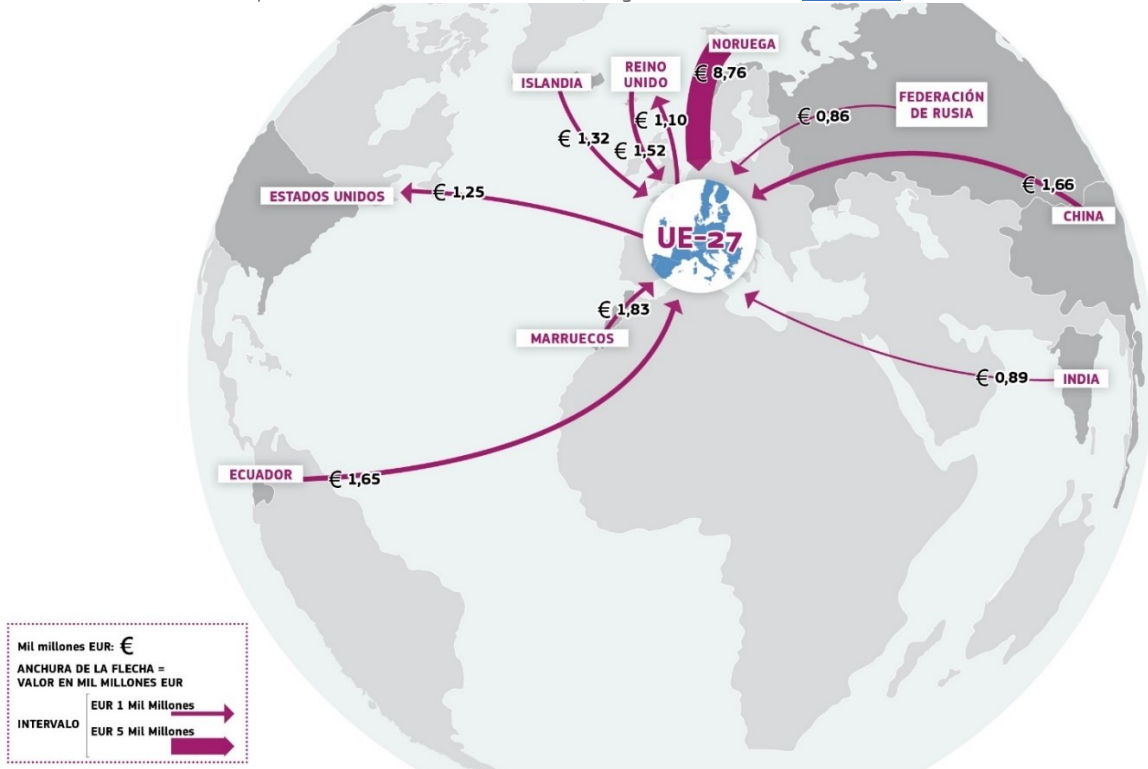 NORUEGA
€ 8,76
REINO
UNIDO
€ 1,10
€ 1,52
ISLANDIA
€ 1,32
FEDERACIÓN
DE RUSIA
€ 0,86
€ 1,66
CHINA
ESTADOS UNIDOS
€ 1,25
UE-27
€ 1,83
MARRUECOS
€ 0,89
INDIA
ECUADOR
€ 1,65
Mil millones EUR: €
ANCHURA DE LA FLECHA =
VALOR EN MIL MILLONES EUR
INTERVALO
EUR 1 Mil Millones
EUR 5 Mil Millones